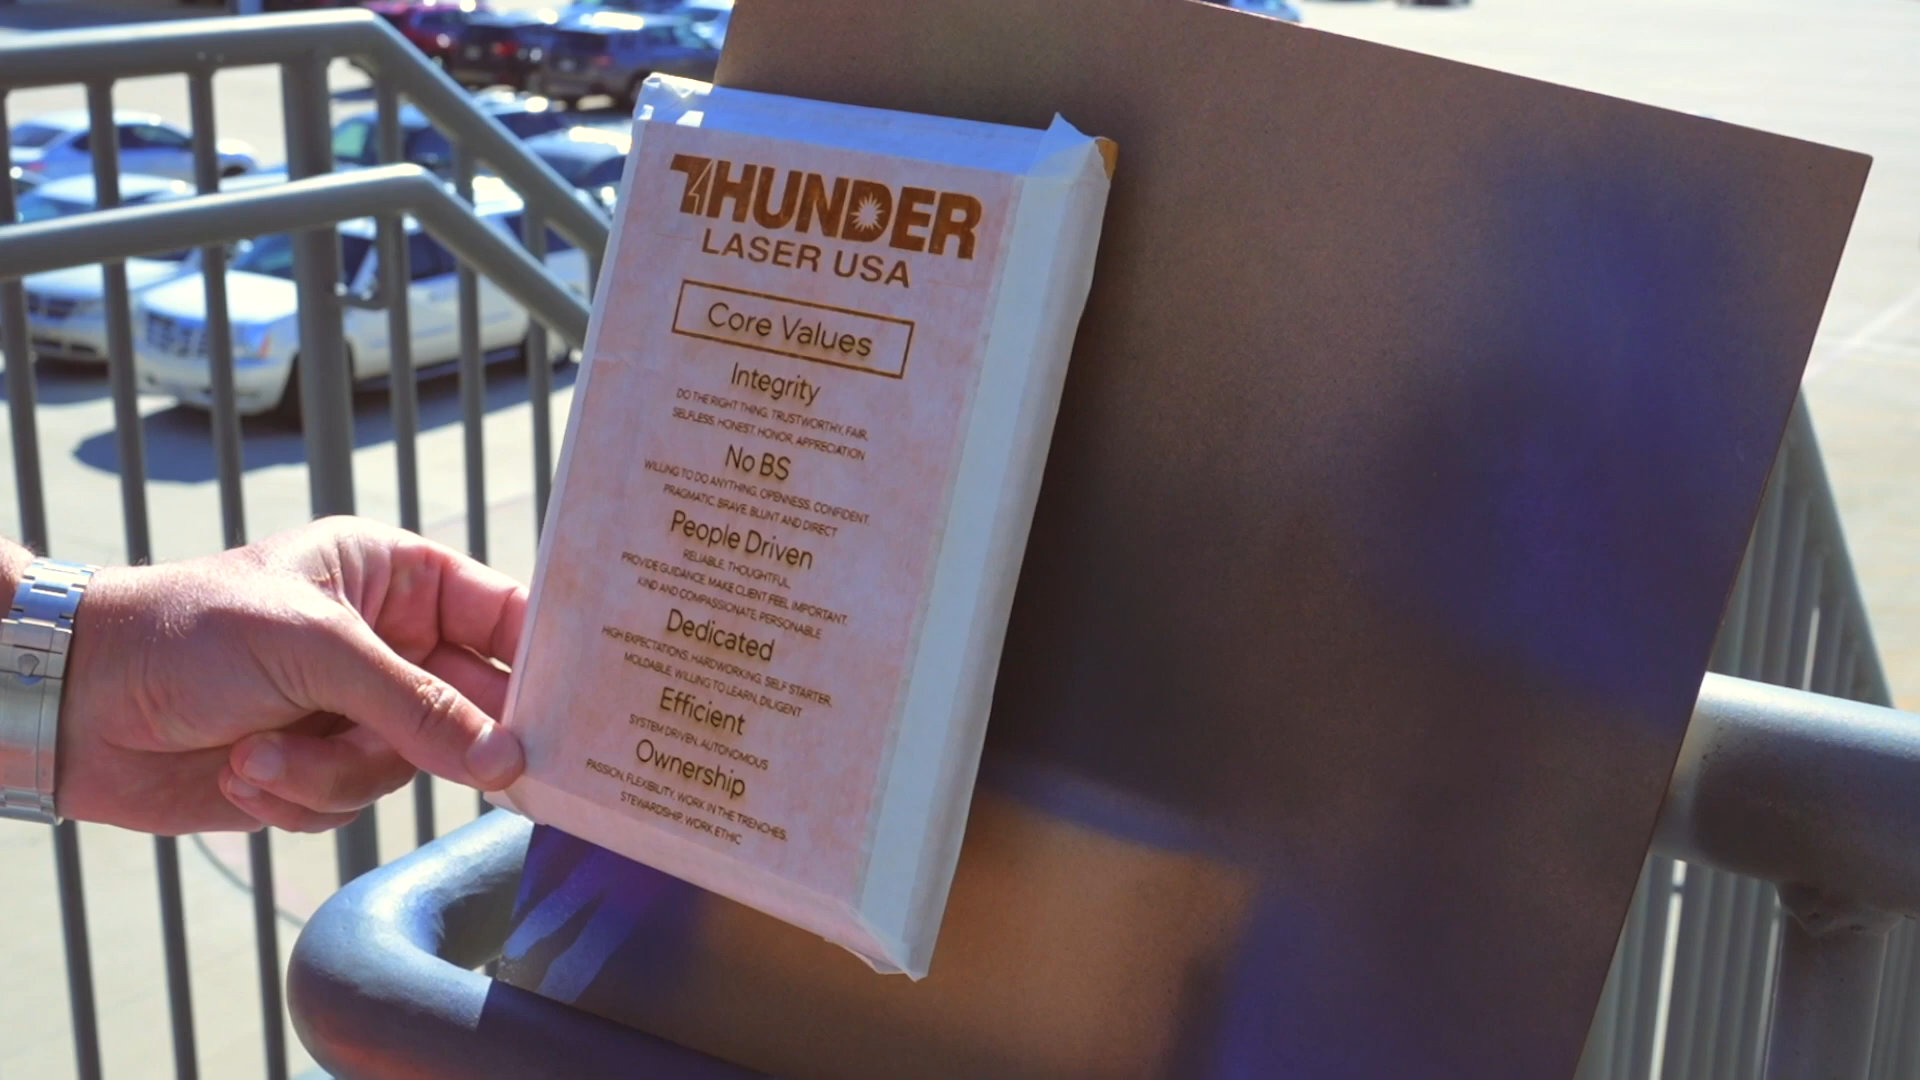 THUNDER
LASER USA
Core Values
Integrity
DO THE RIGHT THING, TRUSTWORTHY, FAIR,
SELFLESS, HONEST, HONOR, APPRECIATION
No BS
WILLING TO DO ANYTHING, OPENNESS, CONFIDENT,
PRAGMATIC, BRAVE, BLUNT AND DIRECT
People Driven
RELIABLE, THOUGHTFUL,
PROVIDE GUIDANCE, MAKE CLIENT FEEL IMPORTANT,
KIND AND COMPASSIONATE, PERSONABLE
Dedicated
HIGH EXPECTATIONS, HARDWORKING, SELF STARTER,
MOLDABLE, WILLING TO LEARN, DILIGENT
Efficient
SYSTEM DRIVEN, AUTONOMOUS
Ownership
PASSION, FLEXIBILITY, WORK IN THE TRENCHES,
STEWARDSHIP, WORK ETHIC